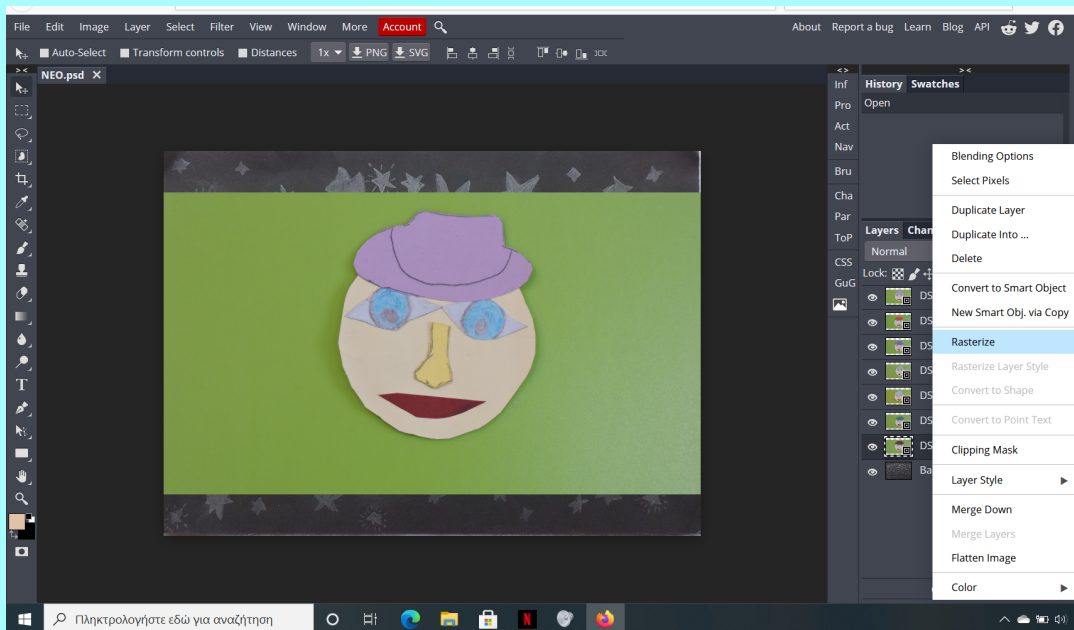 File Edit Image Layer Select Filter View Window More Account About Report a bug Learn Blog API
Auto-Select Transform controls Distances 1x PNG SVG
NEO.psd
Inf
Pro
Act
Nav
Bru
Cha
Par
ToP
CSS
GuG
History Swatches
Open
Layers Chan
Normal
Lock:
DS
DS
DS
DS
DS
DS
DS
Ba
Blending Options
Select Pixels
Duplicate Layer
Duplicate Into ...
Delete
Convert to Smart Object
New Smart Obj. via Copy
Rasterize
Rasterize Layer Style
Convert to Shape
Convert to Point Text
Clipping Mask
Layer Style
Merge Down
Merge Layers
Flatten Image
Color
Πληκτρολογήστε εδώ για αναζήτηση